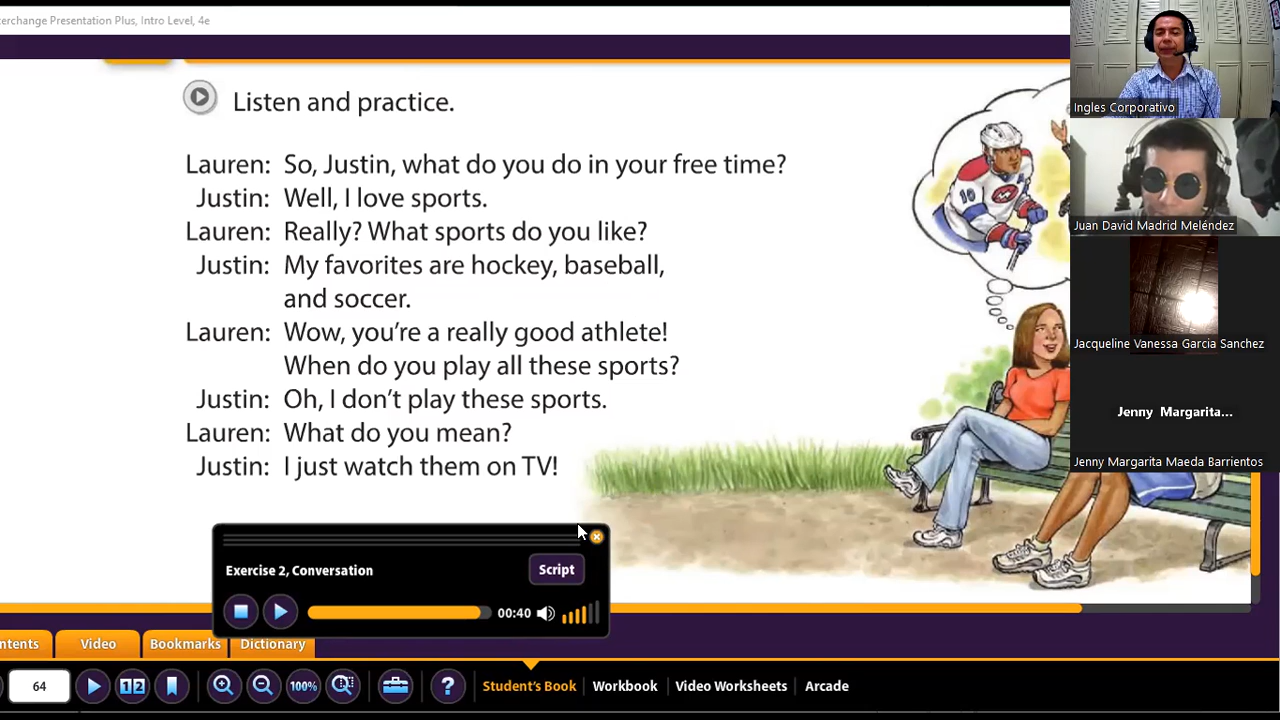 erchange Presentation Plus, Intro Level, 4e
Listen and practice.
Lauren: So, Justin, what do you do in your free time?
Justin: Well, I love sports.
Lauren: Really? What sports do you like?
Justin: My favorites are hockey, baseball,
and soccer.
Lauren: Wow, you're a really good athlete!
When do you play all these sports?
Justin: Oh, I don't play these sports.
Lauren: What do you mean?
Justin: I just watch them on TV!
16
Ingles Corporativo
Juan David Madrid Meléndez
Jacqueline Vanessa Garcia Sanchez
Jenny Margarita...
Jenny Margarita Maeda Barrientos
Exercise 2, Conversation
Script
00:40
ntents
Video
Bookmarks
Dictionary
64
12
100%
?
Student's Book
Workbook
Video Worksheets
Arcade